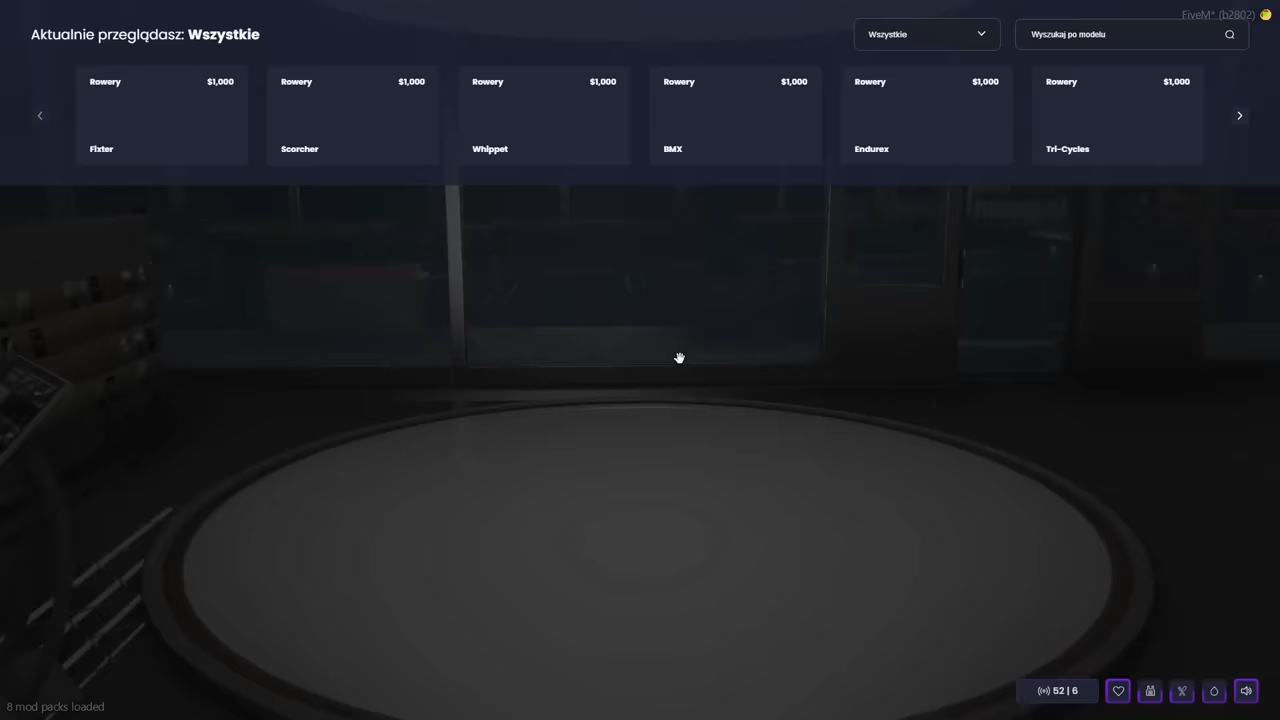 FiveM* (b2802)
Aktualnie przeglądasz: Wszystkie
Wszystkie
Wyszukaj po modelu
Rowery $1,000
Fixter
Rowery $1,000
Scorcher
Rowery $1,000
Whippet
Rowery $1,000
BMX
Rowery $1,000
Endurex
Rowery $1,000
Tri-Cycles
52 | 6
8 mod packs loaded